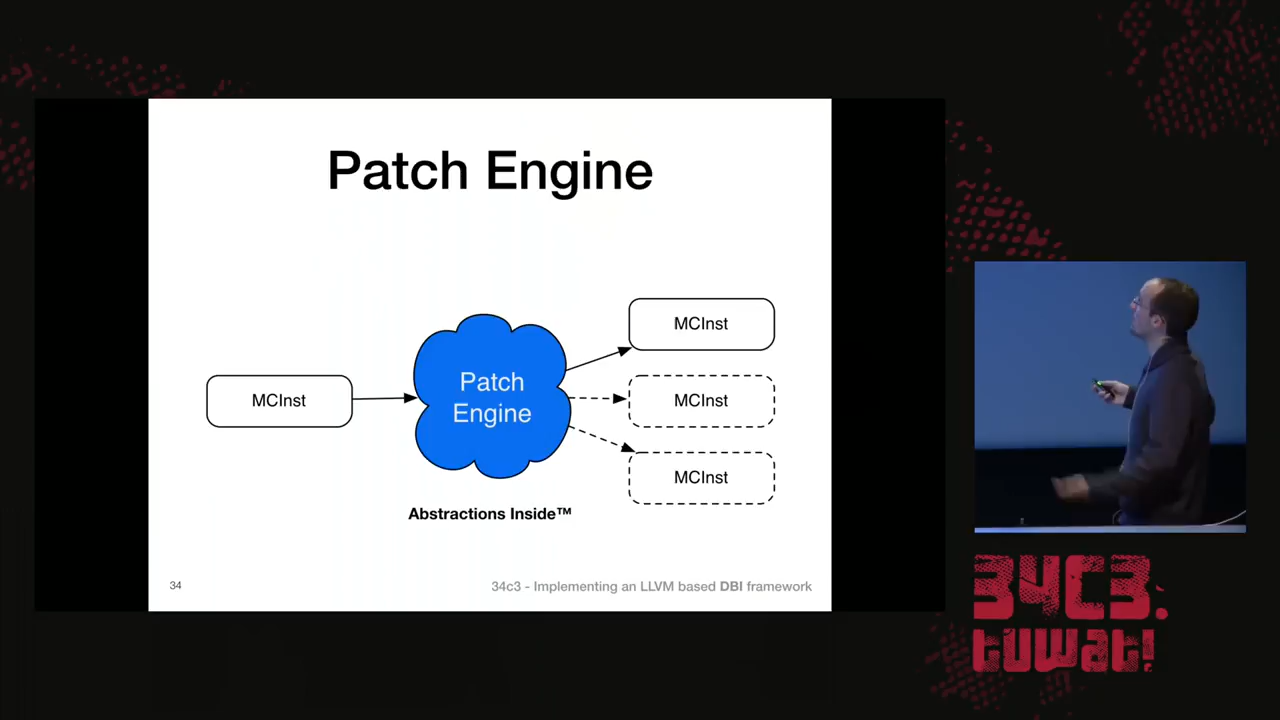 Patch Engine
MCInst
Patch
Engine
MCInst
MCInst
MCInst
Abstractions Inside™
34
34c3 - Implementing an LLVM based DBI framework
34C3.
tuwat!